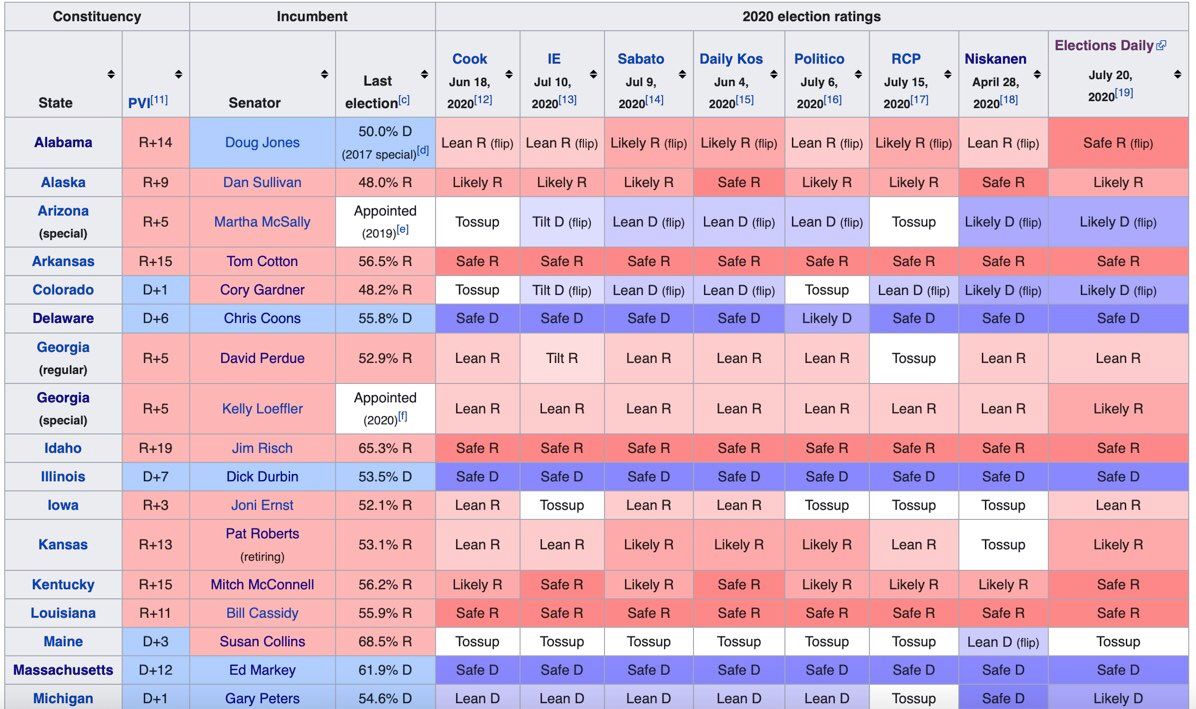 Constituency Incumbent 2020 election ratings
State PVI[11] Senator Last election[c] Cook Jun 18, 2020[12] IE Jul 10, 2020[13] Sabato Jul 9, 2020[14] Daily Kos Jun 4, 2020[15] Politico July 6, 2020[16] RCP July 15, 2020[17] Niskanen April 28, 2020[18] Elections Daily July 20, 2020[19]
Alabama R+14 Doug Jones 50.0% D (2017 special)[d] Lean R (flip) Lean R (flip) Likely R (flip) Likely R (flip) Lean R (flip) Likely R (flip) Lean R (flip) Safe R (flip)
Alaska R+9 Dan Sullivan 48.0% R Likely R Likely R Likely R Safe R Likely R Likely R Safe R Likely R
Arizona (special) R+5 Martha McSally Appointed (2019)[e] Tossup Tilt D (flip) Lean D (flip) Lean D (flip) Lean D (flip) Tossup Likely D (flip) Likely D (flip)
Arkansas R+15 Tom Cotton 56.5% R Safe R Safe R Safe R Safe R Safe R Safe R Safe R Safe R
Colorado D+1 Cory Gardner 48.2% R Tossup Tilt D (flip) Lean D (flip) Lean D (flip) Tossup Lean D (flip) Likely D (flip) Likely D (flip)
Delaware D+6 Chris Coons 55.8% D Safe D Safe D Safe D Safe D Likely D Safe D Safe D Safe D
Georgia (regular) R+5 David Perdue 52.9% R Lean R Tilt R Lean R Lean R Lean R Tossup Lean R Lean R
Georgia (special) R+5 Kelly Loeffler Appointed (2020)[f] Lean R Lean R Lean R Lean R Lean R Lean R Lean R Likely R
Idaho R+19 Jim Risch 65.3% R Safe R Safe R Safe R Safe R Safe R Safe R Safe R Safe R
Illinois D+7 Dick Durbin 53.5% D Safe D Safe D Safe D Safe D Safe D Safe D Safe D Safe D
Iowa R+3 Joni Ernst 52.1% R Lean R Tossup Lean R Lean R Tossup Tossup Tossup Lean R
Kansas R+13 Pat Roberts (retiring) 53.1% R Lean R Lean R Likely R Likely R Likely R Lean R Tossup Likely R
Kentucky R+15 Mitch McConnell 56.2% R Likely R Safe R Likely R Safe R Likely R Likely R Likely R Safe R
Louisiana R+11 Bill Cassidy 55.9% R Safe R Safe R Safe R Safe R Safe R Safe R Safe R Safe R
Maine D+3 Susan Collins 68.5% R Tossup Tossup Tossup Tossup Tossup Tossup Lean D (flip) Tossup
Massachusetts D+12 Ed Markey 61.9% D Safe D Safe D Safe D Safe D Safe D Safe D Safe D Safe D
Michigan D+1 Gary Peters 54.6% D Lean D Lean D Lean D Lean D Lean D Tossup Safe D Likely D